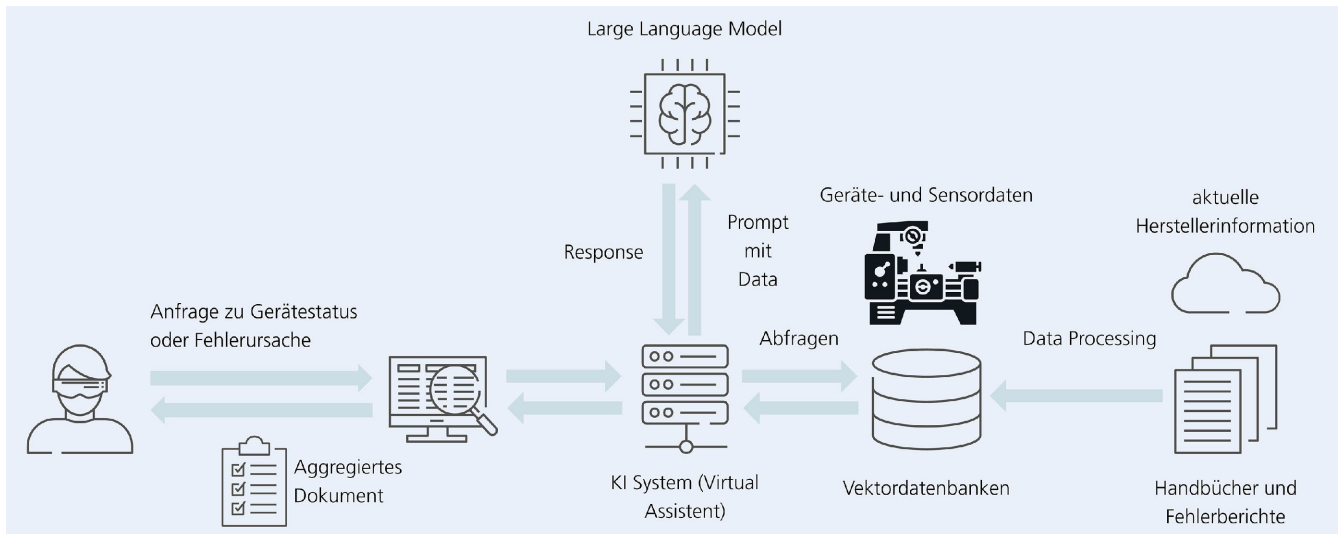 Large Language Model
Geräte- und Sensordaten
aktuelle
Herstellerinformation
Response
Prompt
mit
Data
Anfrage zu Gerätestatus
oder Fehlerursache
Abfragen
Data Processing
Aggregiertes
Dokument
KI System (Virtual
Assistent)
Vektordatenbanken
Handbücher und
Fehlerberichte